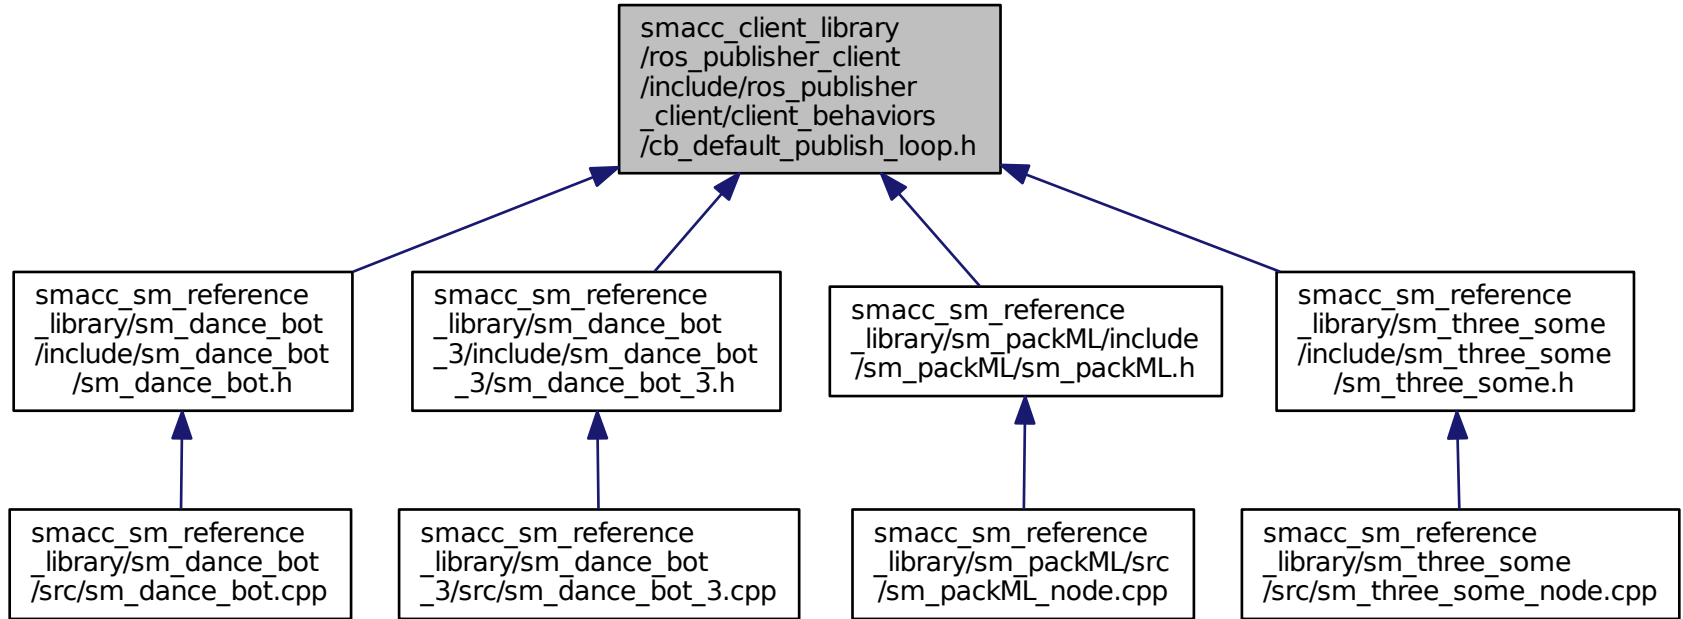 smacc_client_library
/ros_publisher_client
/include/ros_publisher
_client/client_behaviors
/cb_default_publish_loop.h
smacc_sm_reference
_library/sm_dance_bot
/include/sm_dance_bot
/sm_dance_bot.h
smacc_sm_reference
_library/sm_dance_bot
_3/include/sm_dance_bot
_3/sm_dance_bot_3.h
smacc_sm_reference
_library/sm_packML/include
/sm_packML/sm_packML.h
smacc_sm_reference
_library/sm_three_some
/include/sm_three_some
/sm_three_some.h
smacc_sm_reference
_library/sm_dance_bot
/src/sm_dance_bot.cpp
smacc_sm_reference
_library/sm_dance_bot
_3/src/sm_dance_bot_3.cpp
smacc_sm_reference
_library/sm_packML/src
/sm_packML_node.cpp
smacc_sm_reference
_library/sm_three_some
/src/sm_three_some_node.cpp